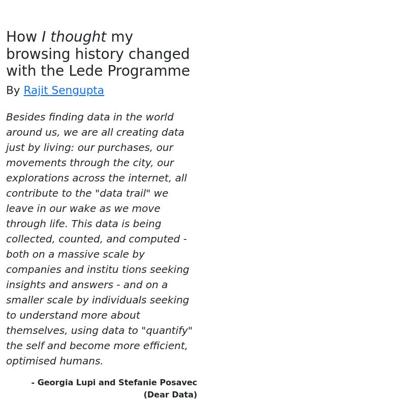 How I thought my
browsing history changed
with the Lede Programme
By Rajit Sengupta
Besides finding data in the world
around us, we are all creating data
just by living: our purchases, our
movements through the city, our
explorations across the internet, all
contribute to the "data trail" we
leave in our wake as we move
through life. This data is being
collected, counted, and computed -
both on a massive scale by
companies and institu tions seeking
insights and answers - and on a
smaller scale by individuals seeking
to understand more about
themselves, using data to "quantify"
the self and become more efficient,
optimised humans.
- Georgia Lupi and Stefanie Posavec
(Dear Data)